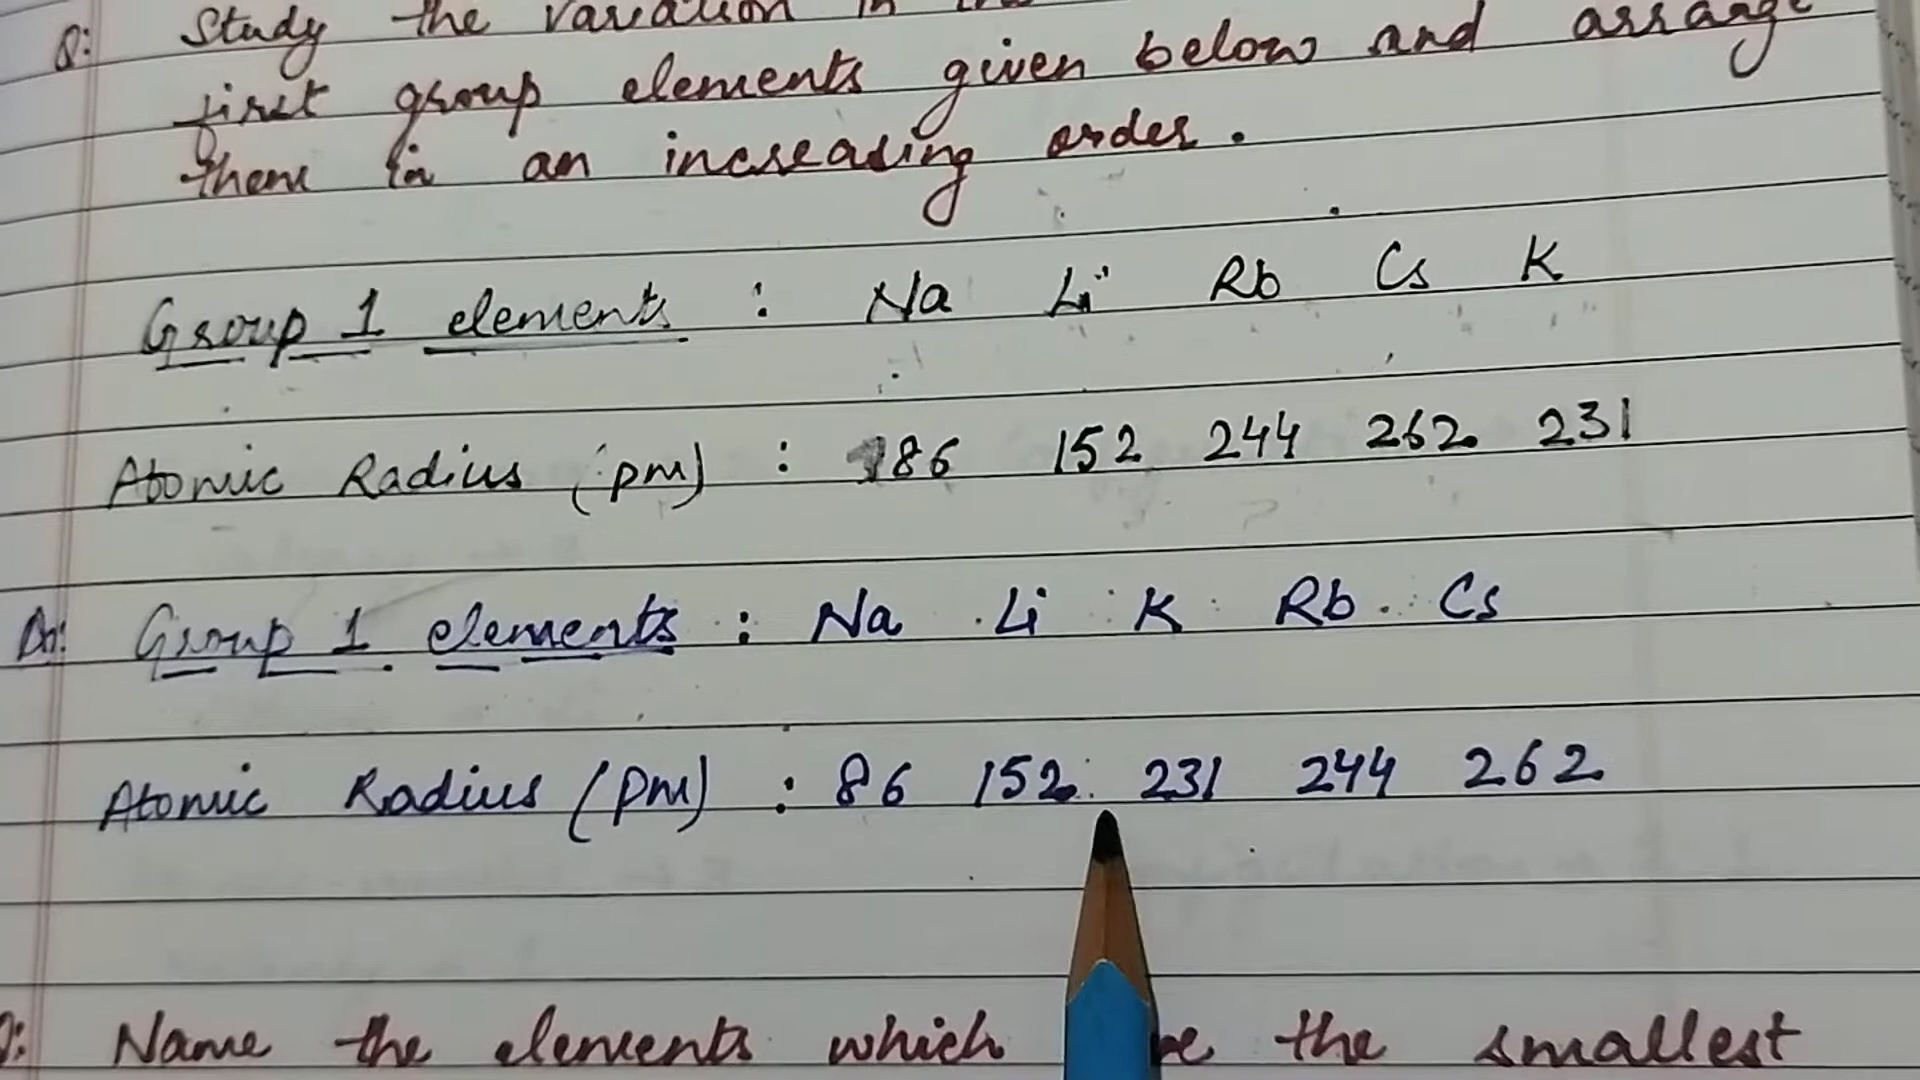 Q: Study the variation in
first group elements given below and arrange
them in an increasing order.
Group 1 elements : Na Li Rb Cs K
Atomic Radius (pm) : 86 152 244 262 231
An: Group 1 elements : Na Li K Rb Cs
Atomic Radius (pm) : 86 152 231 244 262
Q: Name the elements which the smallest